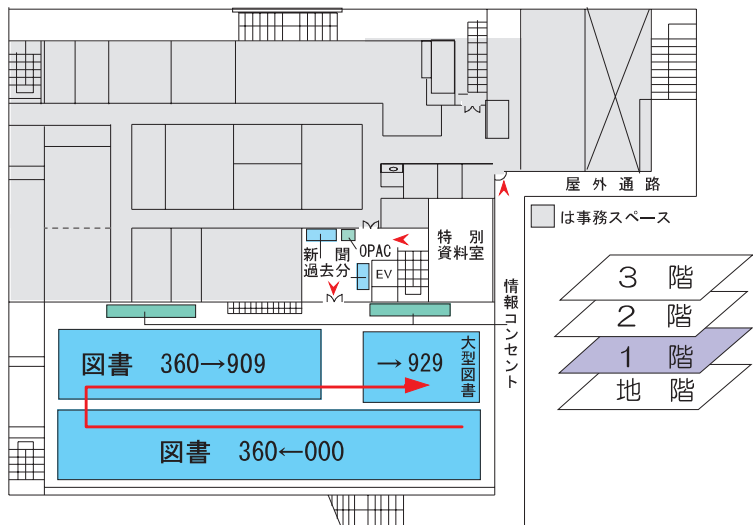 屋外通路
は事務スペース
特別
資料室
新聞
過去分
OPAC
EV
情報コンセント
3階
2階
1階
地階
図書 360→909
→929
大型図書
図書 360←000